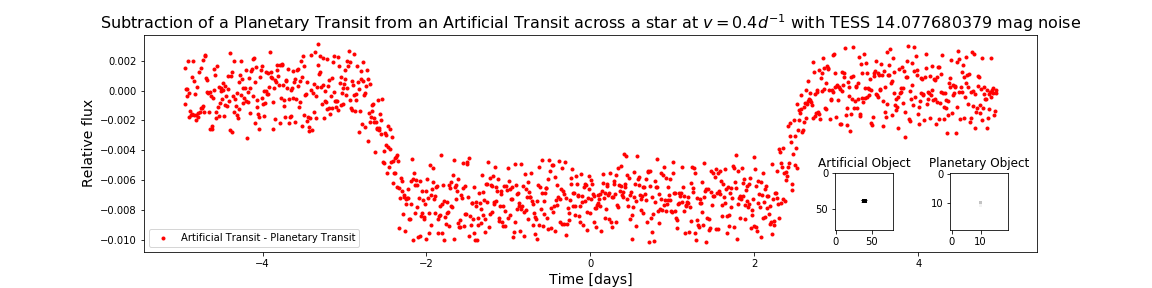 Subtraction of a Planetary Transit from an Artificial Transit across a star at v = 0.4d⁻¹ with TESS 14.077680379 mag noise
Relative flux
0.002
0.000
−0.002
−0.004
−0.006
−0.008
−0.010
Artificial Transit - Planetary Transit
Artificial Object
0
50
0 50
Planetary Object
0
10
0 10
−4 −2 0 2 4
Time [days]